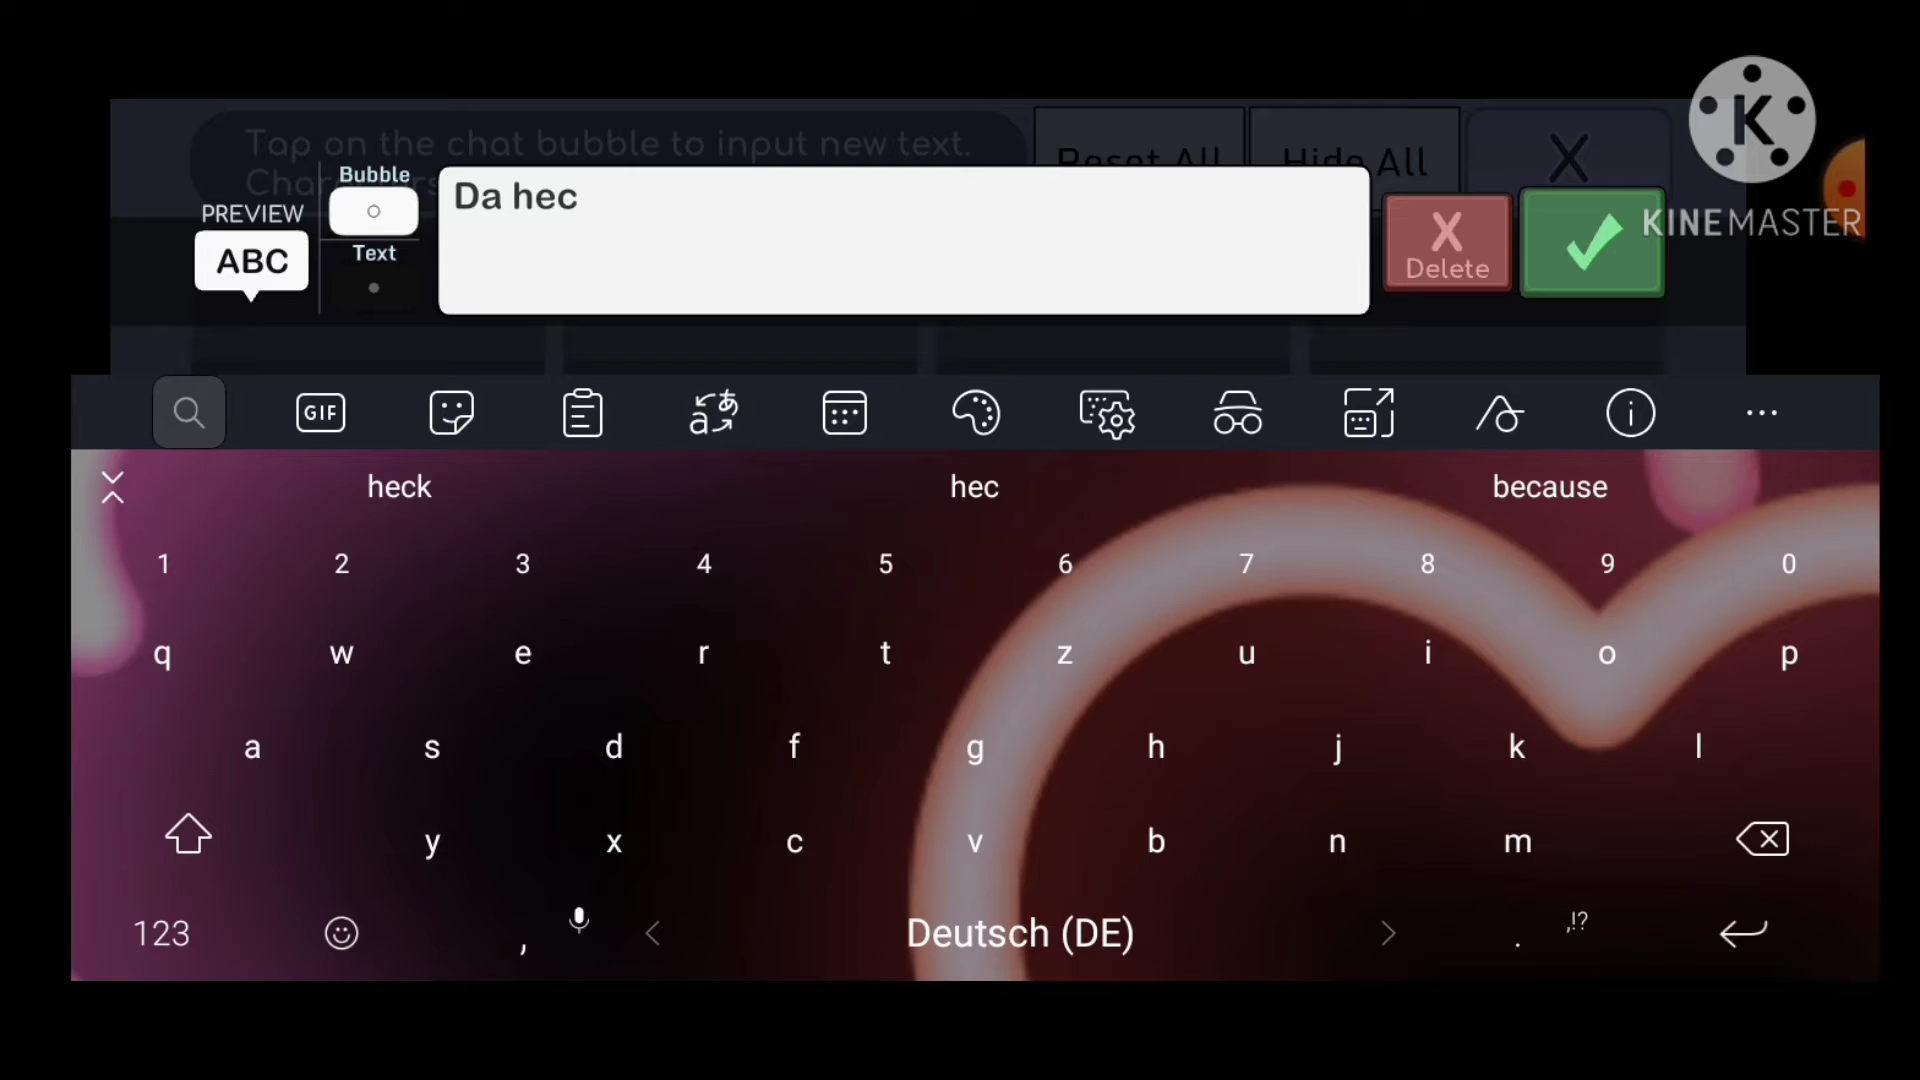 Tap on the chat bubble to input new text.
Reset All
Hide All
X
Bubble
PREVIEW
ABC
Text
Da hec
X
Delete
KINEMASTER
K
GIF
heck
hec
because
1 2 3 4 5 6 7 8 9 0
q w e r t z u i o p
a s d f g h j k l
y x c v b n m
123
,
Deutsch (DE)
.
,!?